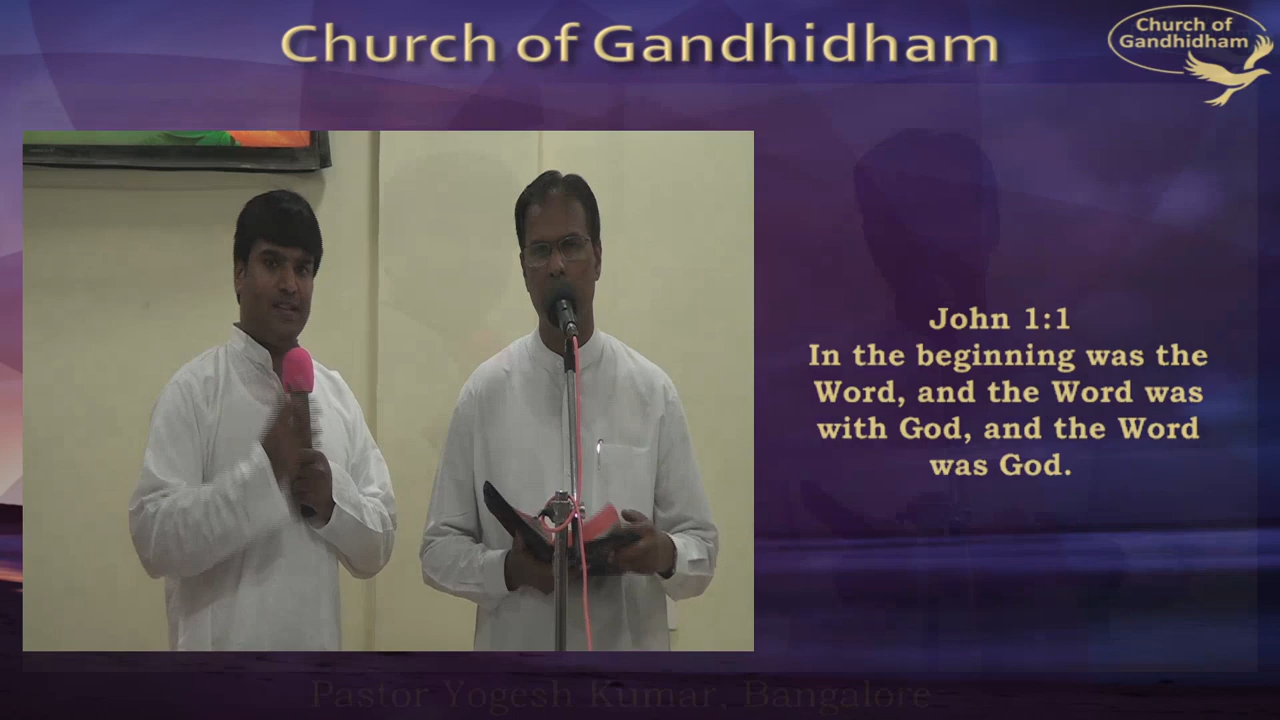 Church of Gandhidham
Church of
Gandhidham
John 1:1
In the beginning was the
Word, and the Word was
with God, and the Word
was God.
Pastor Yogesh Kumar, Bangalore